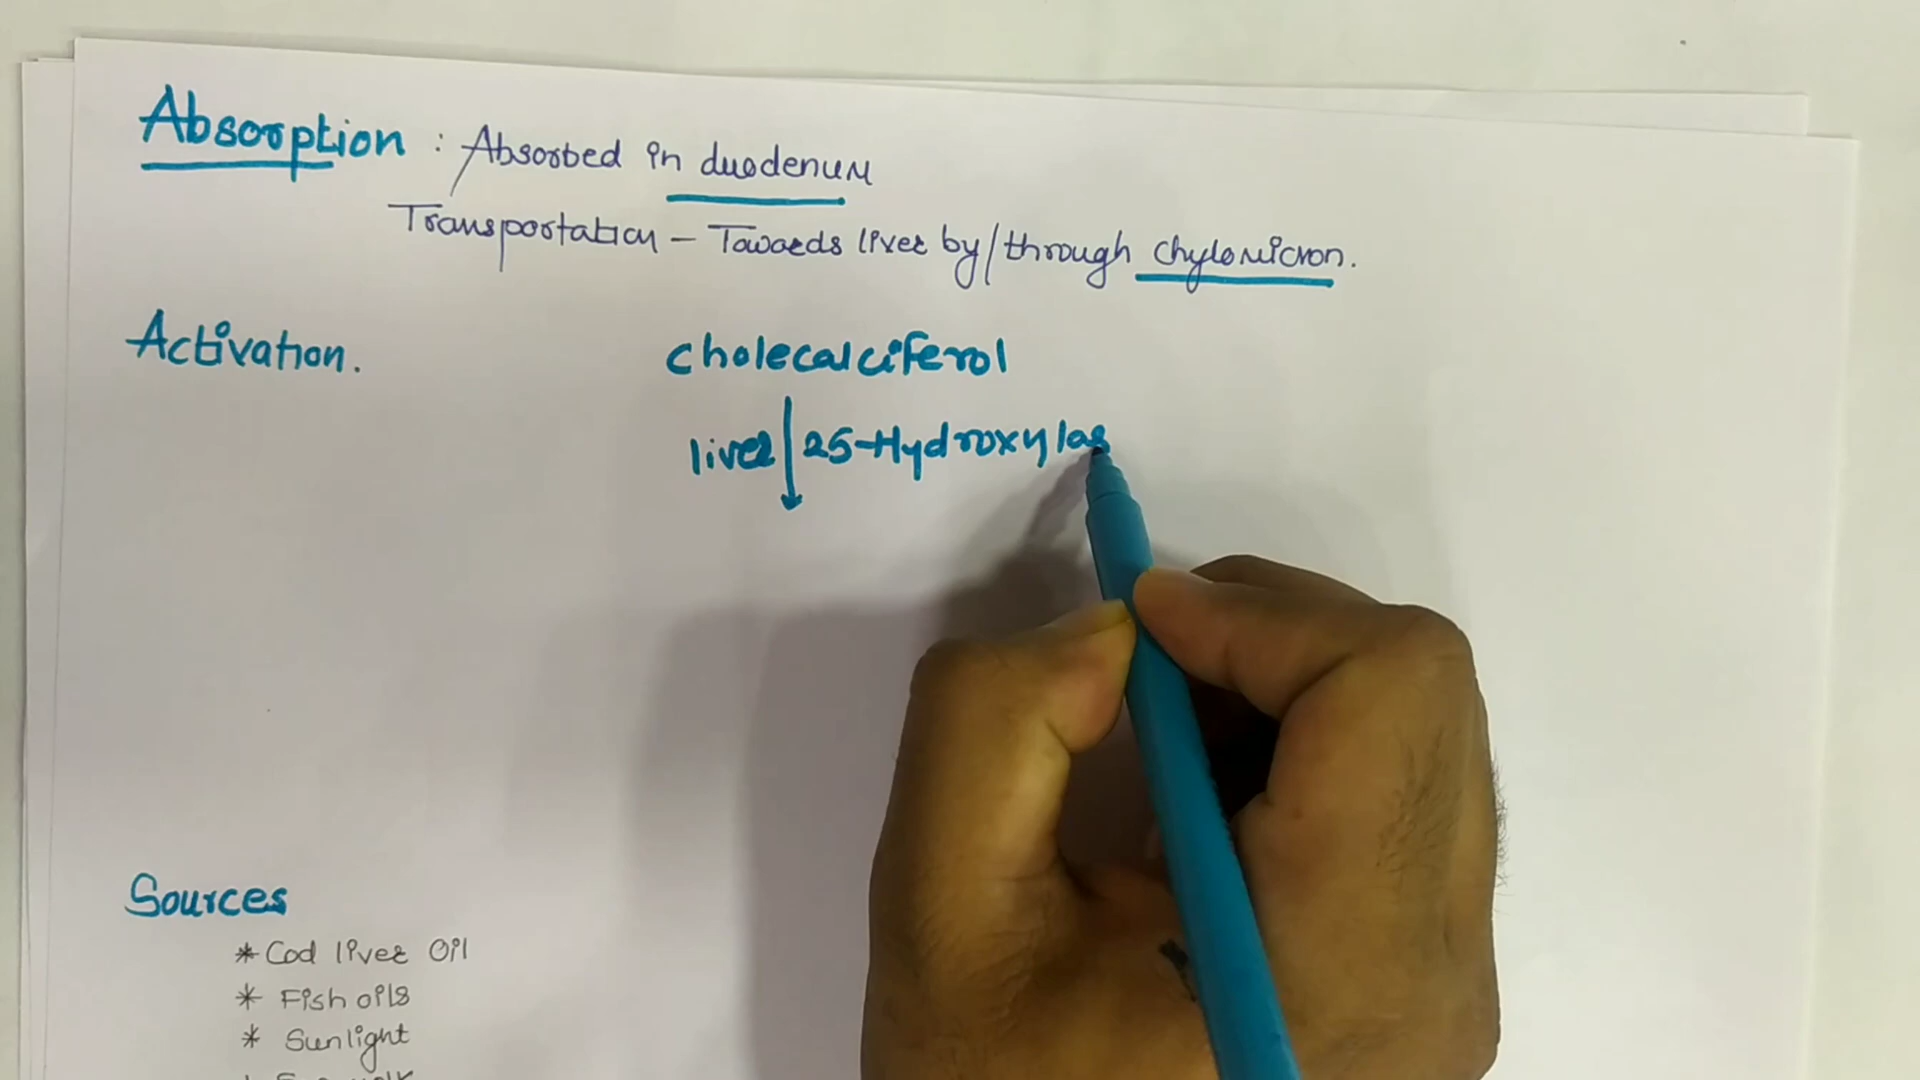 Absorption : Absorbed in duodenum
Transportation – Towards liver by/through chylomicron.
Activation.
cholecalciferol
liver 25-Hydroxylas
Sources
* Cod liver Oil
* Fish oils
* Sunlight